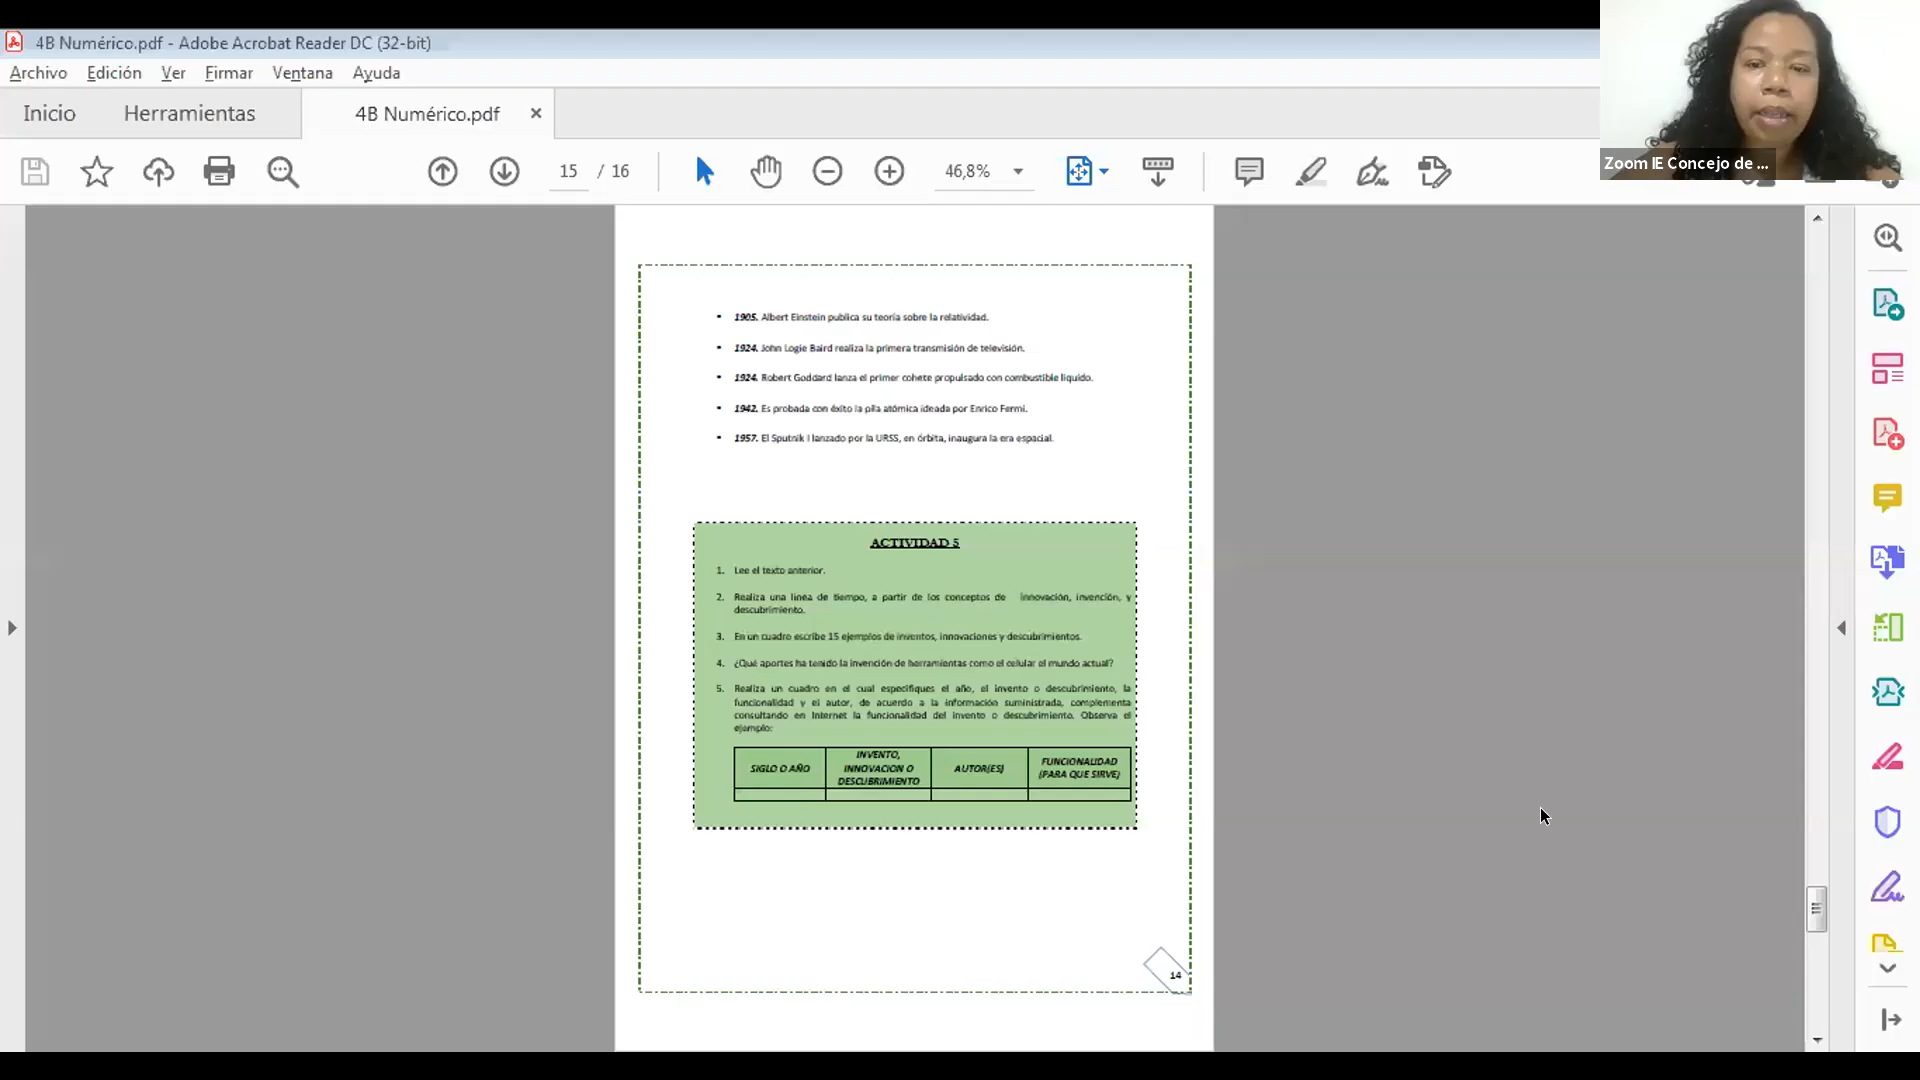 4B Numérico.pdf - Adobe Acrobat Reader DC (32-bit)
Archivo Edición Ver Firmar Ventana Ayuda
Inicio Herramientas 4B Numérico.pdf
15 / 16 46,8%
Zoom IE Concejo de ...
1905. Albert Einstein publica su teoría sobre la relatividad.
1924. John Logie Baird realiza la primera transmisión de televisión.
1924. Robert Goddard lanza el primer cohete propulsado con combustible líquido.
1942. Es probada con éxito la pila atómica ideada por Enrico Fermi.
1957. El Sputnik I lanzado por la URSS, en órbita, inaugura la era espacial.
ACTIVIDAD 5
1. Lee el texto anterior.
2. Realiza una línea de tiempo, a partir de los conceptos de innovación, invención, y
descubrimiento.
3. En un cuadro escribe 15 ejemplos de inventos, innovaciones y descubrimientos.
4. ¿Qué aportes ha tenido la invención de herramientas como el celular el mundo actual?
5. Realiza un cuadro en el cual especifiques el año, el invento o descubrimiento, la
funcionalidad y el autor, de acuerdo a la información suministrada, complementa
consultando en Internet la funcionalidad del invento o descubrimiento. Observa el
ejemplo:
SIGLO O AÑO
INVENTO,
INNOVACION O
DESCUBRIMIENTO
AUTOR(ES)
FUNCIONALIDAD
(PARA QUE SIRVE)
14